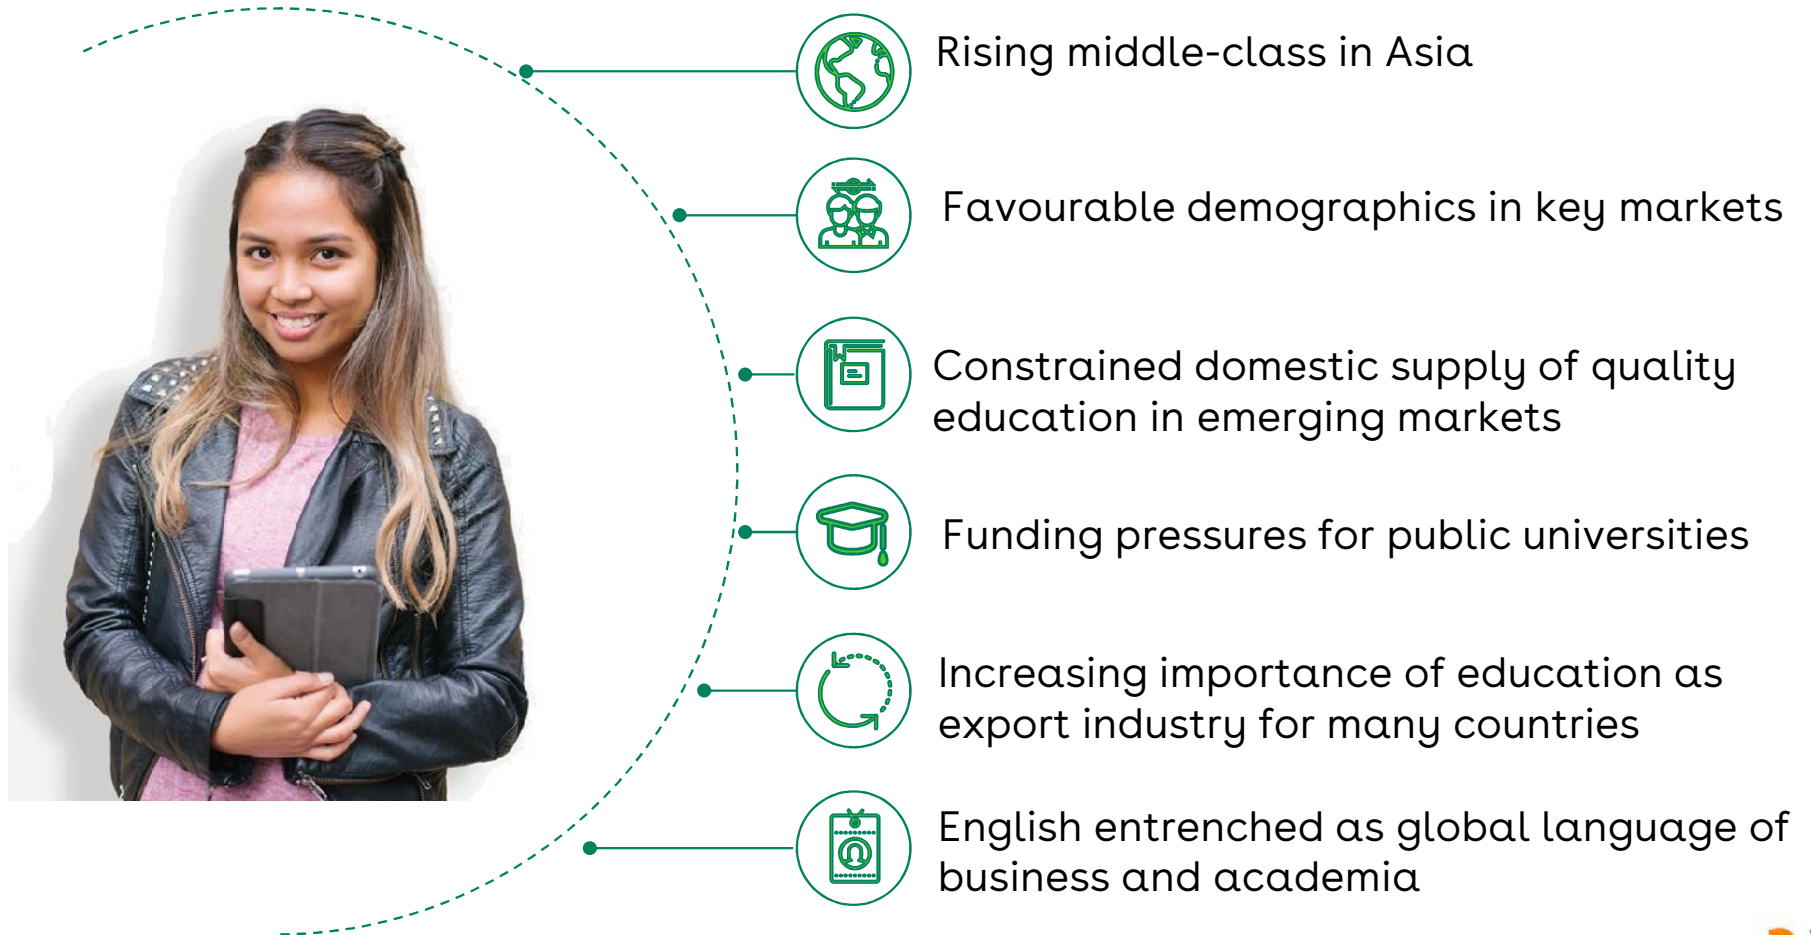 Rising middle-class in Asia
Favourable demographics in key markets
Constrained domestic supply of quality
education in emerging markets
Funding pressures for public universities
Increasing importance of education as
export industry for many countries
English entrenched as global language of
business and academia